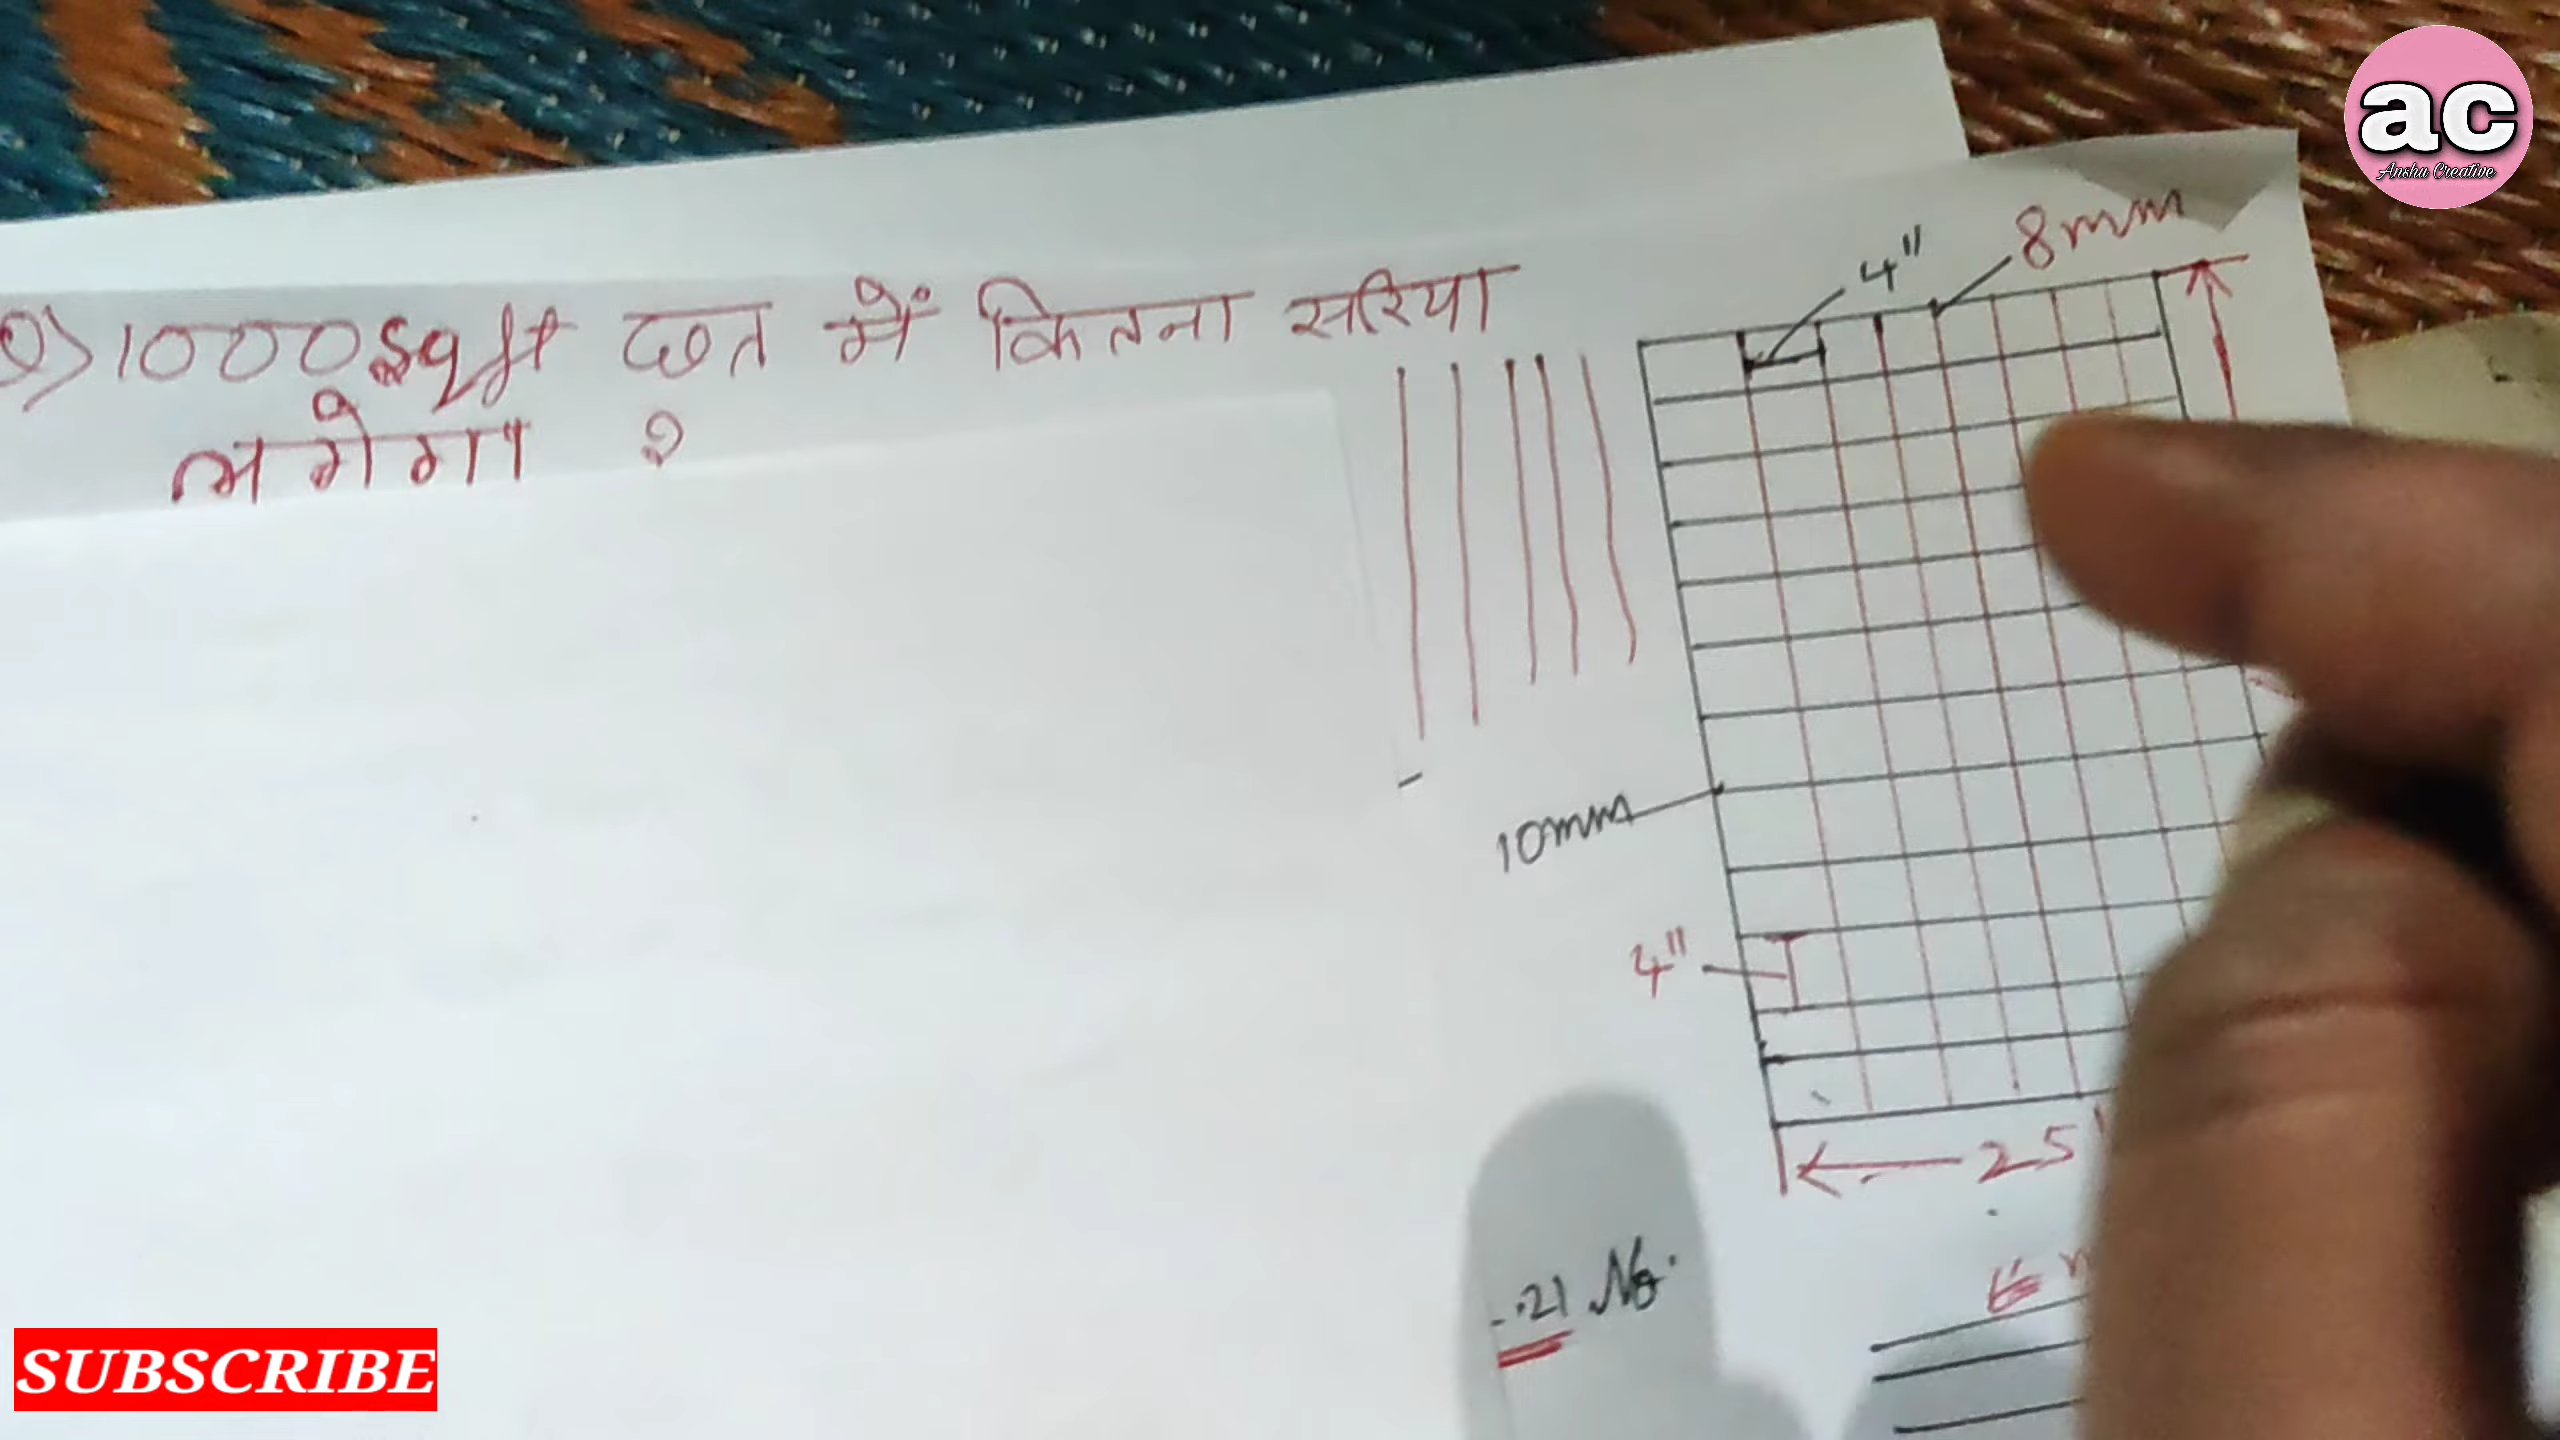 1000 sqft छत में कितना सरिया
लगेगा ?
4"
8mm
10mm
4"
25'
21 No.
SUBSCRIBE
ac
Anshu Creative